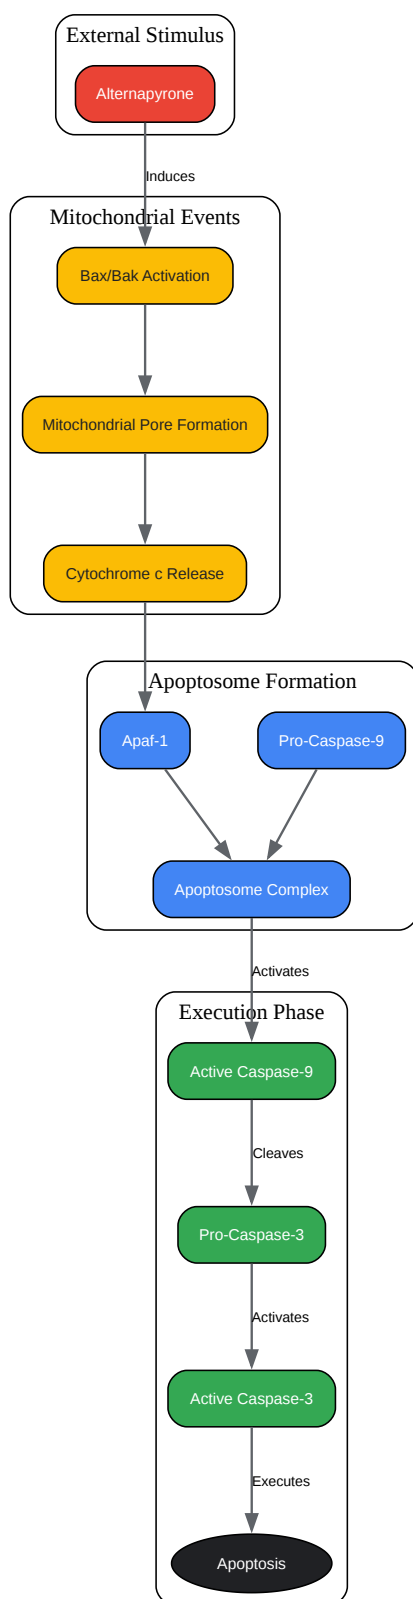 External Stimulus
Alternapyrone
Induces
Mitochondrial Events
Bax/Bak Activation
Mitochondrial Pore Formation
Cytochrome c Release
Apoptosome Formation
Apaf-1
Pro-Caspase-9
Apoptosome Complex
Activates
Execution Phase
Active Caspase-9
Cleaves
Pro-Caspase-3
Activates
Active Caspase-3
Executes
Apoptosis